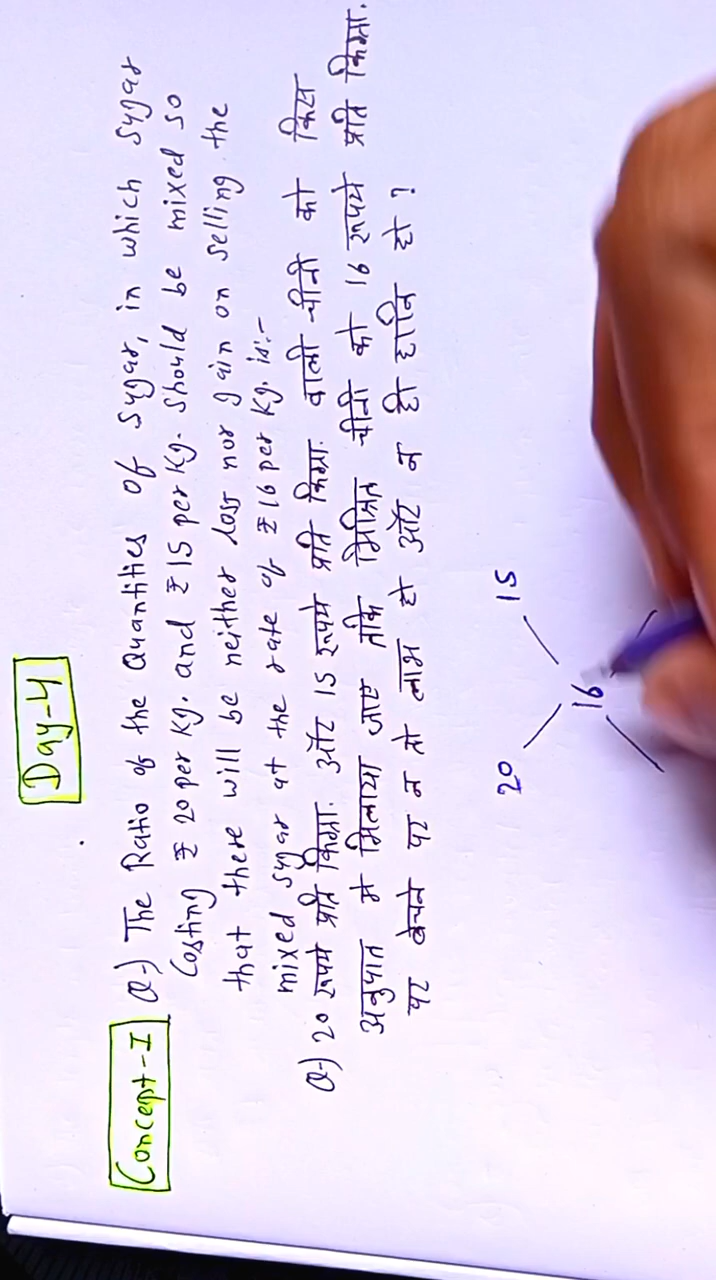 Day-4
Concept-I
Q-) The Ratio of the Quantities of sugar, in which sugar
Costing ₹ 20 per Kg. and ₹ 15 per Kg. Should be mixed so
that there will be neither loss nor gain on selling the
mixed sugar at the rate of ₹ 16 per Kg. is:-
Q-) 20 रूपये प्रति किग्रा. और 15 रूपये प्रति किग्रा. वाली चीनी को किस
अनुपात में मिलाया जाए ताकि मिश्रित चीनी को 16 रूपये प्रति किग्रा.
पर बेचने पर न तो लाभ हो और न ही हानि हो?
20 15
16